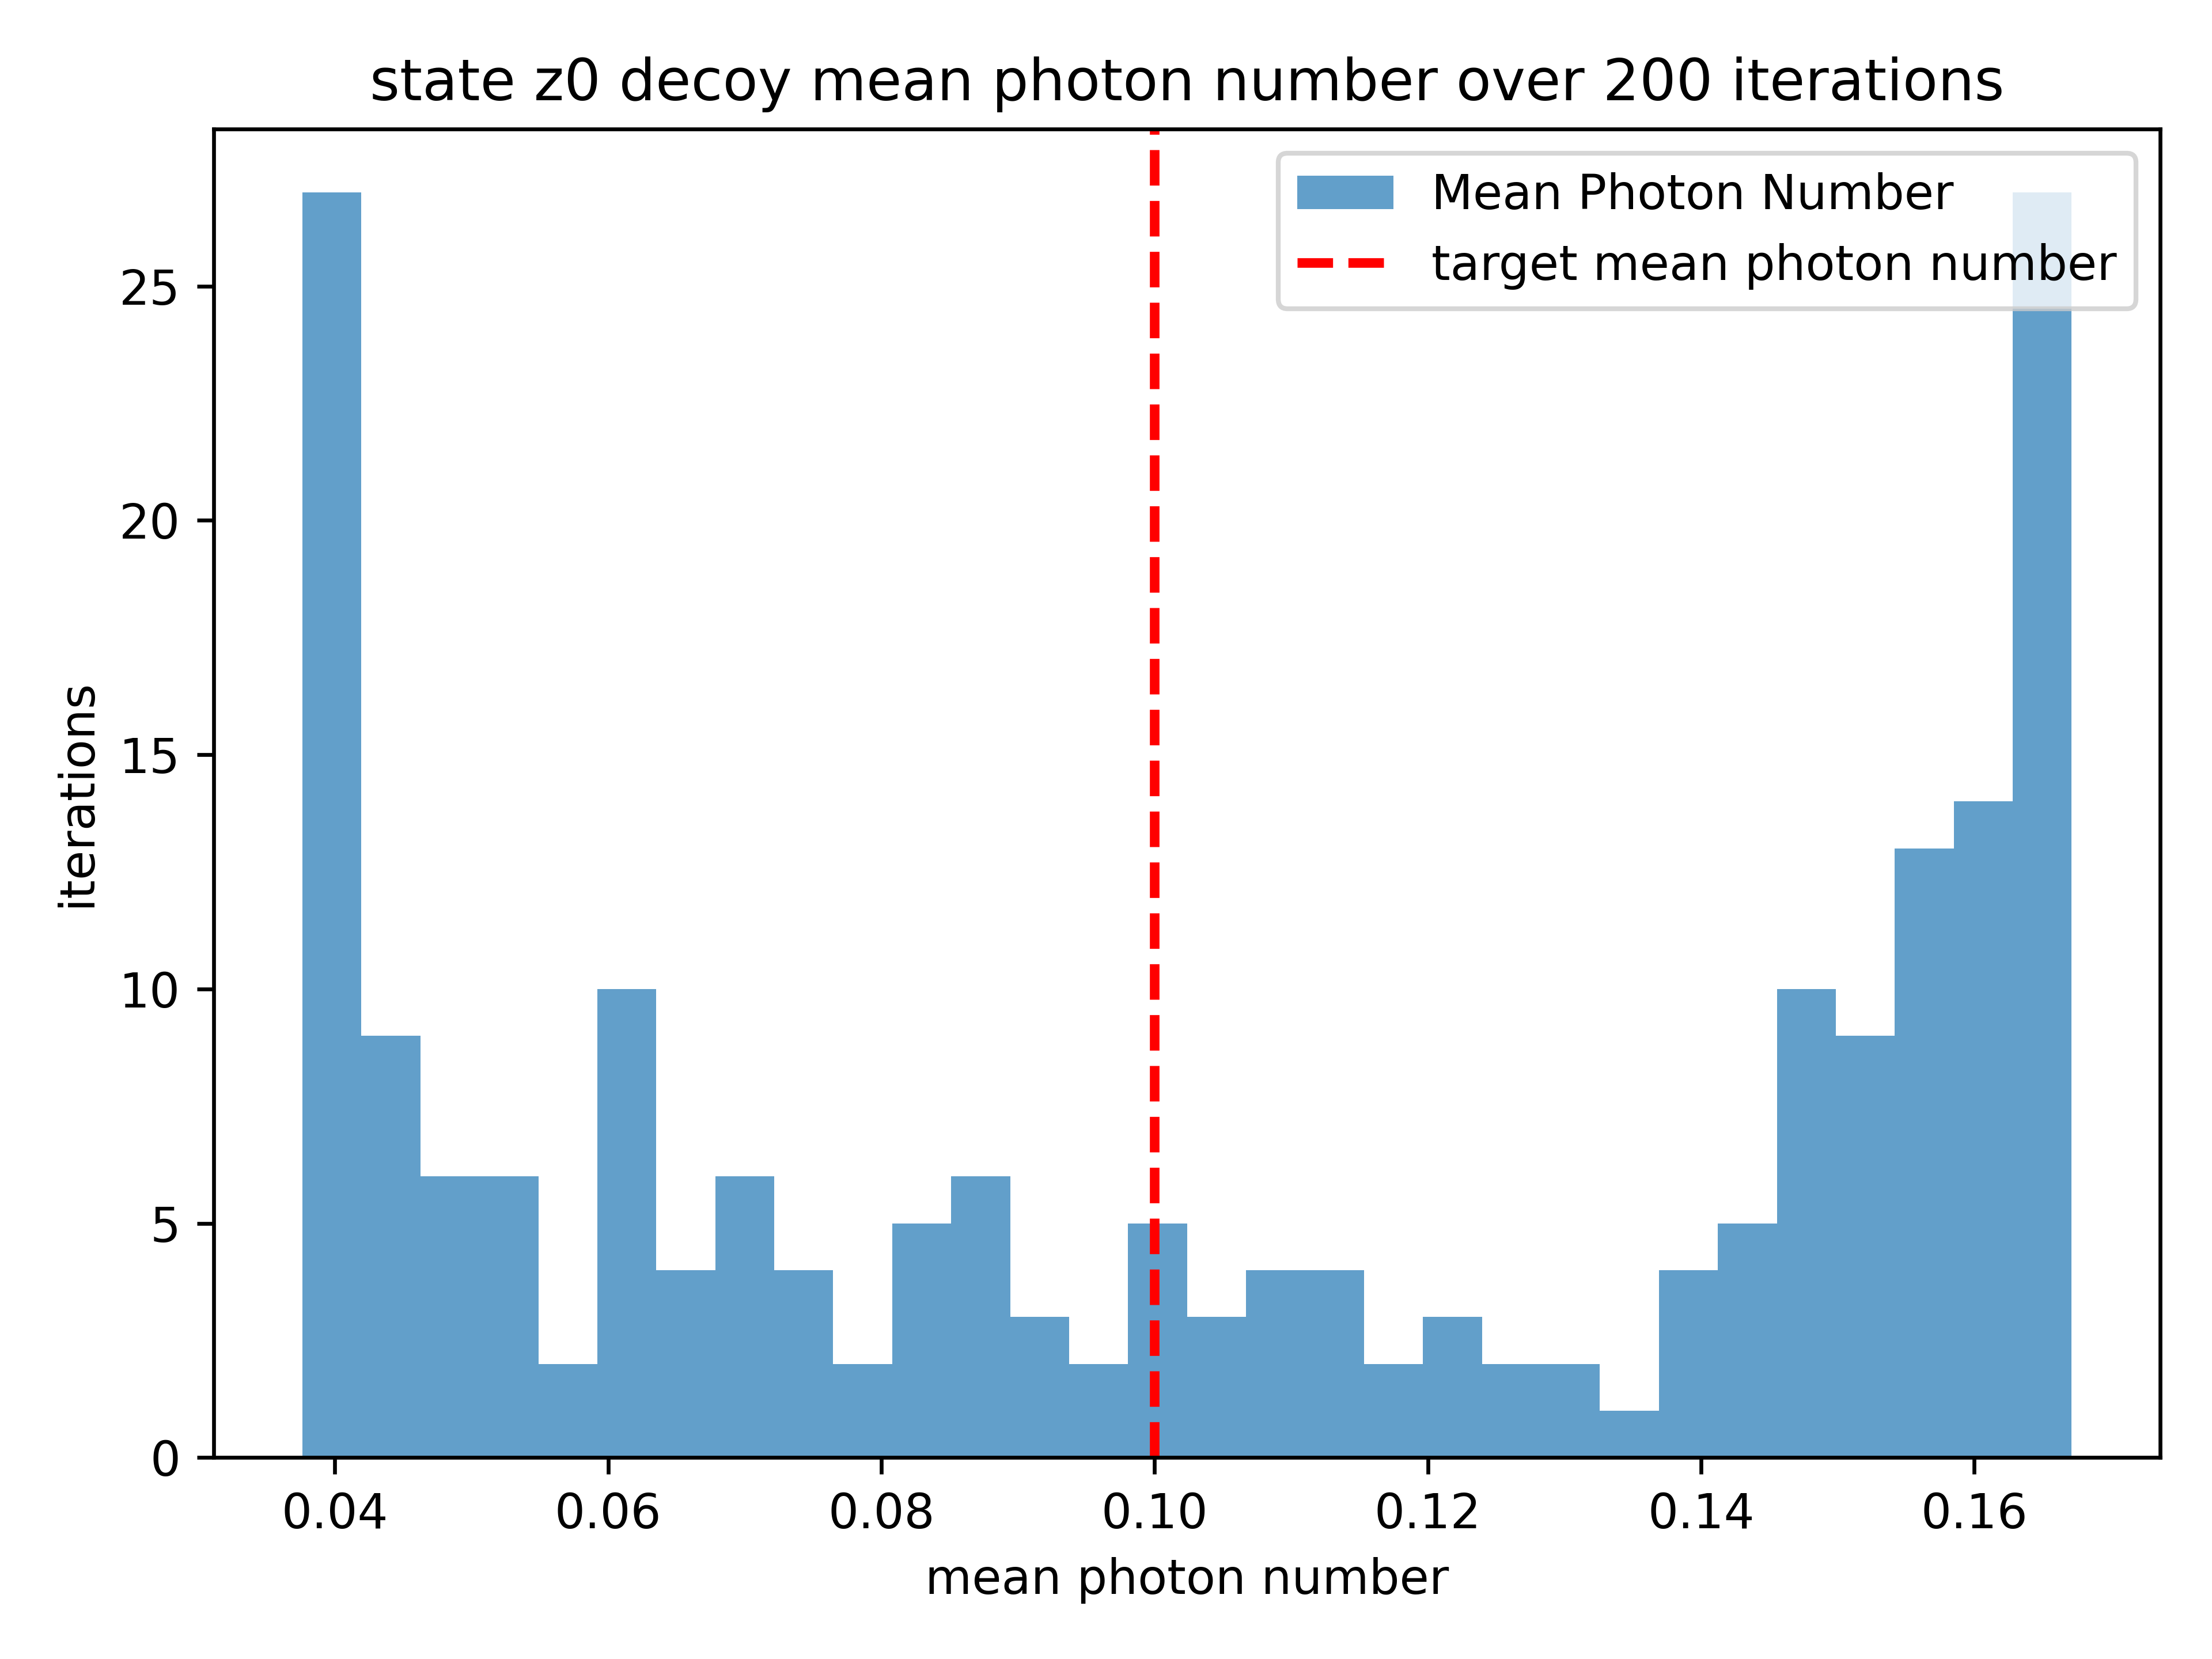 state z0 decoy mean photon number over 200 iterations
Mean Photon Number
target mean photon number
25
20
15
10
5
0
iterations
0.04 0.06 0.08 0.10 0.12 0.14 0.16
mean photon number